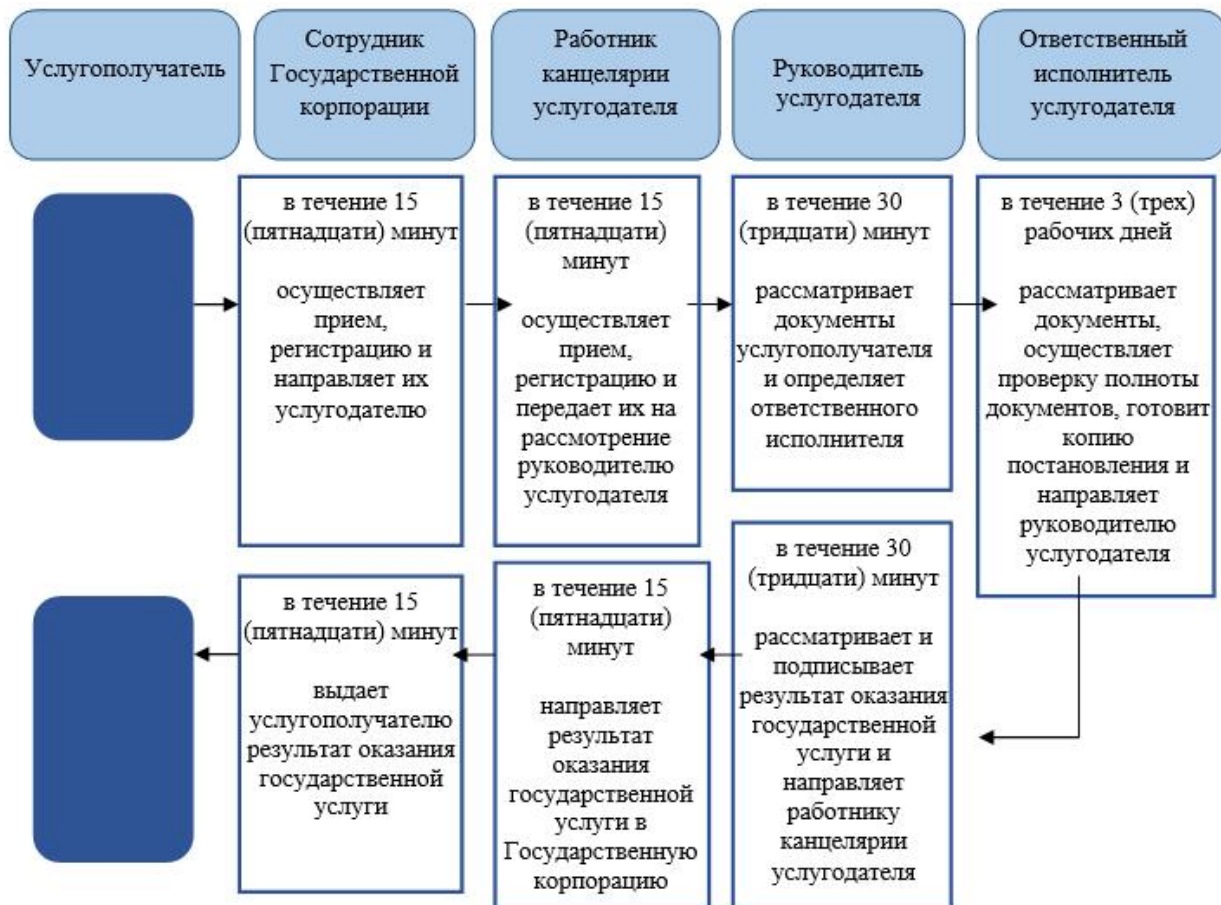 Услугополучатель
Сотрудник
Государственной
корпорации
Работник
канцелярии
услугодателя
Руководитель
услугодателя
Ответственный
исполнитель
услугодателя
в течение 15
(пятнадцати) минут
осуществляет
прием,
регистрацию и
направляет их
услугодателю
в течение 15
(пятнадцати)
минут
осуществляет
прием,
регистрацию и
передает их на
рассмотрение
руководителю
услугодателя
в течение 30
(тридцати) минут
рассматривает
документы
услугополучателя
и определяет
ответственного
исполнителя
в течение 3 (трех)
рабочих дней
рассматривает
документы,
осуществляет
проверку полноты
документов, готовит
копию
постановления и
направляет
руководителю
услугодателя
в течение 30
(тридцати) минут
рассматривает и
подписывает
результат оказания
государственной
услуги и
направляет
работнику
канцелярии
услугодателя
в течение 15
(пятнадцати)
минут
направляет
результат
оказания
государственной
услуги в
Государственную
корпорацию
в течение 15
(пятнадцати) минут
выдает
услугополучателю
результат оказания
государственной
услуги